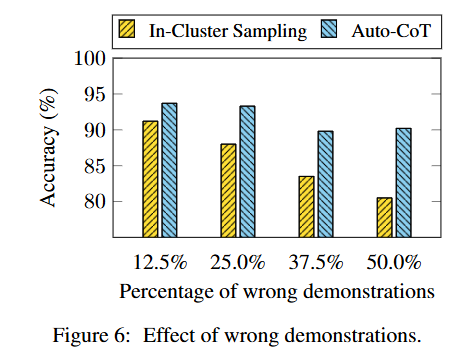 In-Cluster Sampling Auto-CoT
100
95
90
85
80
Accuracy (%)
12.5% 25.0% 37.5% 50.0%
Percentage of wrong demonstrations
Figure 6: Effect of wrong demonstrations.